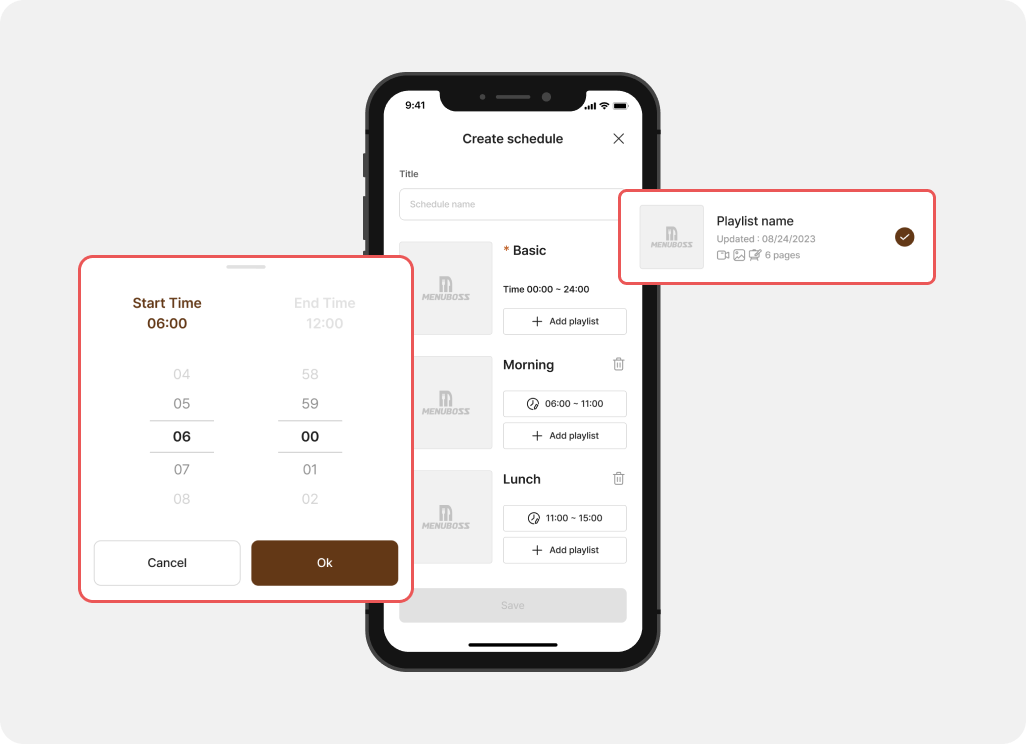 9:41
Create schedule
Title
Schedule name
MENUBOSS
* Basic
Time 00:00 ~ 24:00
Add playlist
MENUBOSS
Morning
06:00 ~ 11:00
Add playlist
MENUBOSS
Lunch
11:00 ~ 15:00
Add playlist
Save
MENUBOSS
Playlist name
Updated : 08/24/2023
6 pages
Start Time End Time
06:00 12:00
04 58
05 59
06 00
07 01
08 02
Cancel Ok